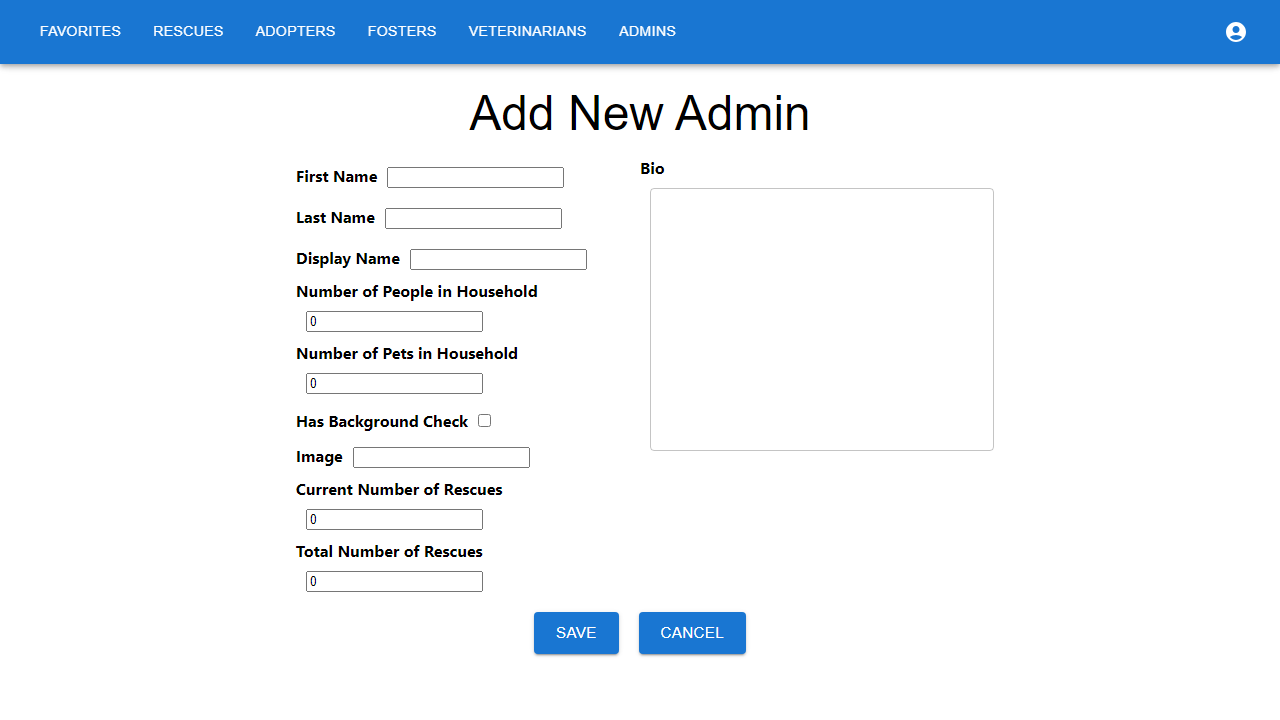 FAVORITES RESCUES ADOPTERS FOSTERS VETERINARIANS ADMINS
Add New Admin
First Name
Last Name
Display Name
Number of People in Household
0
Number of Pets in Household
0
Has Background Check
Image
Current Number of Rescues
0
Total Number of Rescues
0
Bio
SAVE CANCEL